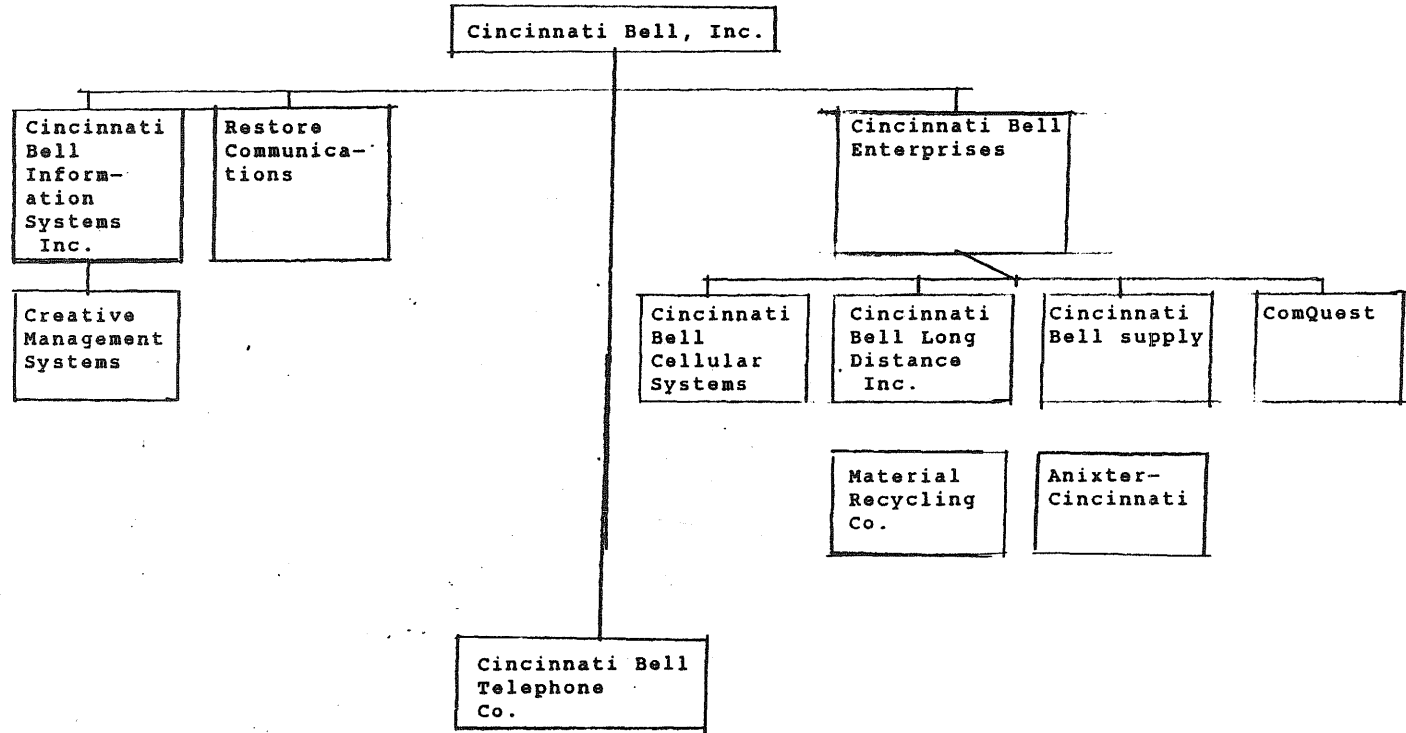 Cincinnati Bell, Inc.
Cincinnati
Bell
Inform-
ation
Systems
Inc.
Restore
Communica-
tions
Cincinnati Bell
Enterprises
Creative
Management
Systems
Cincinnati
Bell
Cellular
Systems
Cincinnati
Bell Long
Distance
Inc.
Cincinnati
Bell supply
ComQuest
Material
Recycling
Co.
Anixter-
Cincinnati
Cincinnati Bell
Telephone
Co.